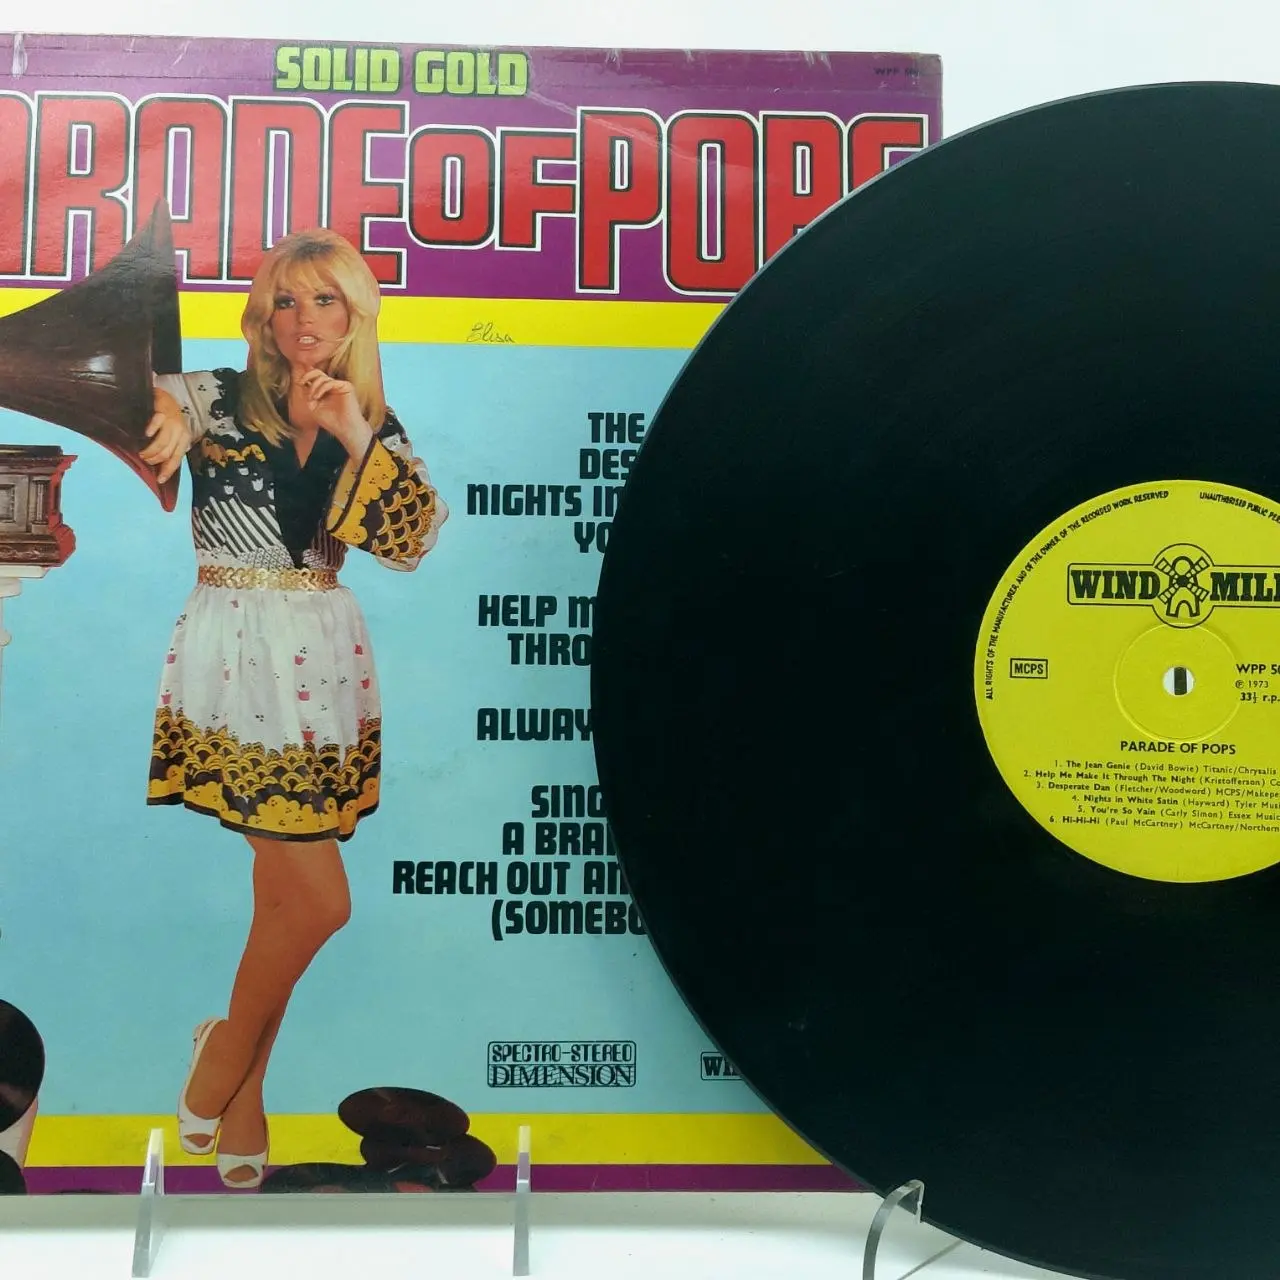 SOLID GOLD
WPP
PARADE OF POPS
Elisa
THE
DES
NIGHTS IN
YO
HELP M
THRO
ALWAY
SING
A BRAN
REACH OUT AN
(SOMEBO
SPECTRO-STEREO
DIMENSION
WI
ALL RIGHTS OF THE MANUFACTURER AND OF THE OWNER OF THE RECORDED WORK RESERVED
UNAUTHORISED PUBLIC PER
WIND MILL
MCPS
WPP 50
℗ 1973
33⅓ r.p.
PARADE OF POPS
1. The Jean Genie (David Bowie) Titanic/Chrysalis
2. Help Me Make It Through The Night (Kristofferson) Co
3. Desperate Dan (Fletcher/Woodword) MCPS/Makepe
4. Nights in White Satin (Hayward) Tyler Musi
5. You're So Vain (Carly Simon) Essex Music
6. Hi-Hi-Hi (Paul McCartney) McCartney/Northern